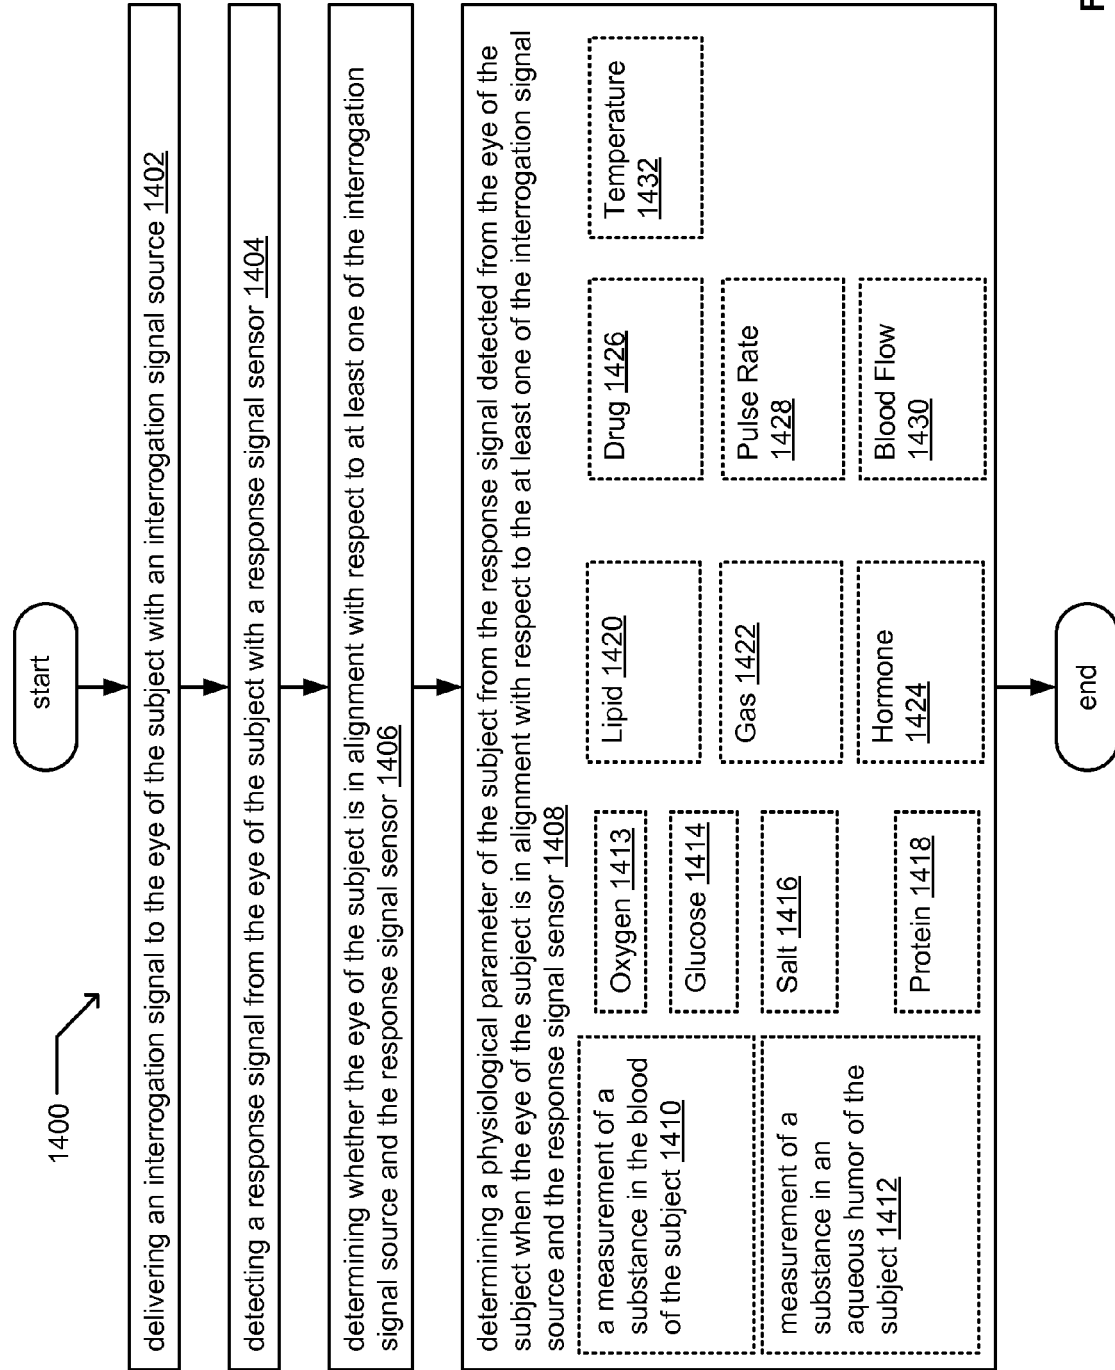 1400
start
delivering an interrogation signal to the eye of the subject with an interrogation signal source 1402
detecting a response signal from the eye of the subject with a response signal sensor 1404
determining whether the eye of the subject is in alignment with respect to at least one of the interrogation
signal source and the response signal sensor 1406
determining a physiological parameter of the subject from the response signal detected from the eye of the
subject when the eye of the subject is in alignment with respect to the at least one of the interrogation signal
source and the response signal sensor 1408
a measurement of a
substance in the blood
of the subject 1410
measurement of a
substance in an
aqueous humor of the
subject 1412
Oxygen 1413
Glucose 1414
Salt 1416
Protein 1418
Lipid 1420
Gas 1422
Hormone
1424
Drug 1426
Pulse Rate
1428
Blood Flow
1430
Temperature
1432
end